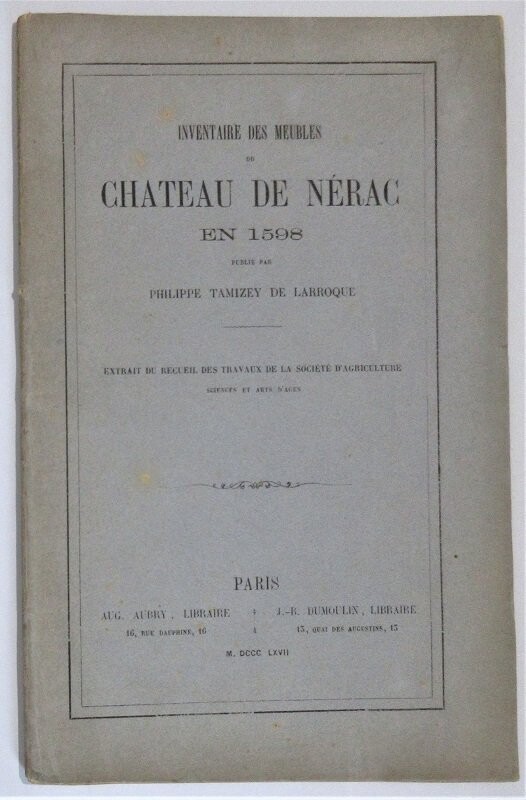 INVENTAIRE DES MEUBLES
DU
CHATEAU DE NÉRAC
EN 1598
PUBLIÉ PAR
PHILIPPE TAMIZEY DE LARROQUE
EXTRAIT DU RECUEIL DES TRAVAUX DE LA SOCIÉTÉ D'AGRICULTURE
SCIENCES ET ARTS D'AGEN
PARIS
AUG. AUBRY, LIBRAIRE
16, RUE DAUPHINE, 16
J.-B. DUMOULIN, LIBRAIRE
13, QUAI DES AUGUSTINS, 13
M. DCCC LXVII